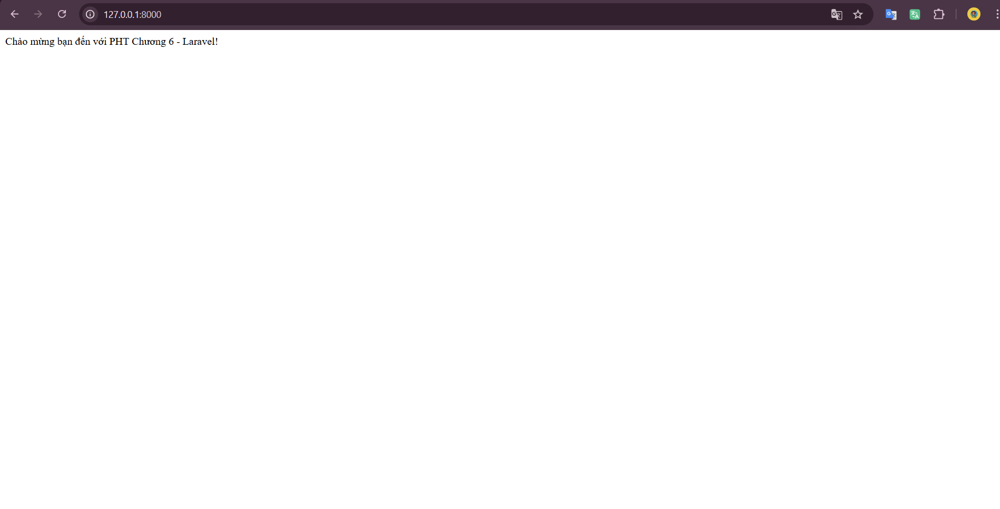 127.0.0.1:8000
Chào mừng bạn đến với PHT Chương 6 - Laravel!